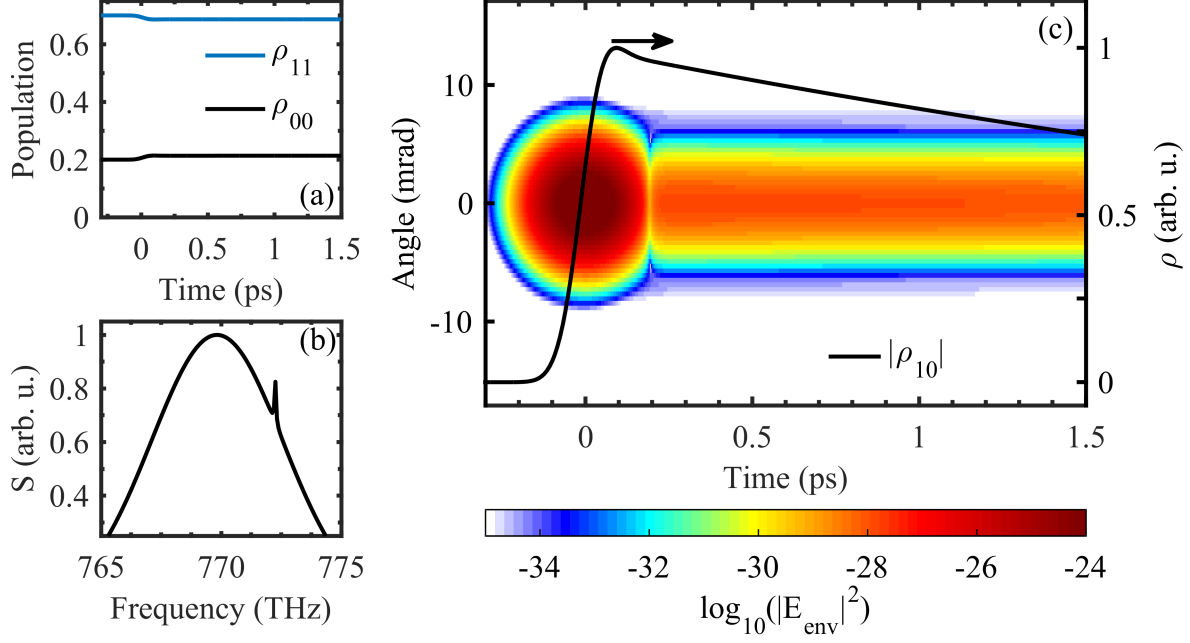 0.6
0.4
0.2
0
Population
ρ11
ρ00
(a)
0 0.5 1 1.5
Time (ps)
1
0.8
0.6
0.4
S (arb. u.)
(b)
765 770 775
Frequency (THz)
(c)
10
0
-10
Angle (mrad)
1
0.5
0
ρ (arb. u.)
|ρ10|
0 0.5 1 1.5
Time (ps)
-34 -32 -30 -28 -26 -24
log10(|Eenv|2)